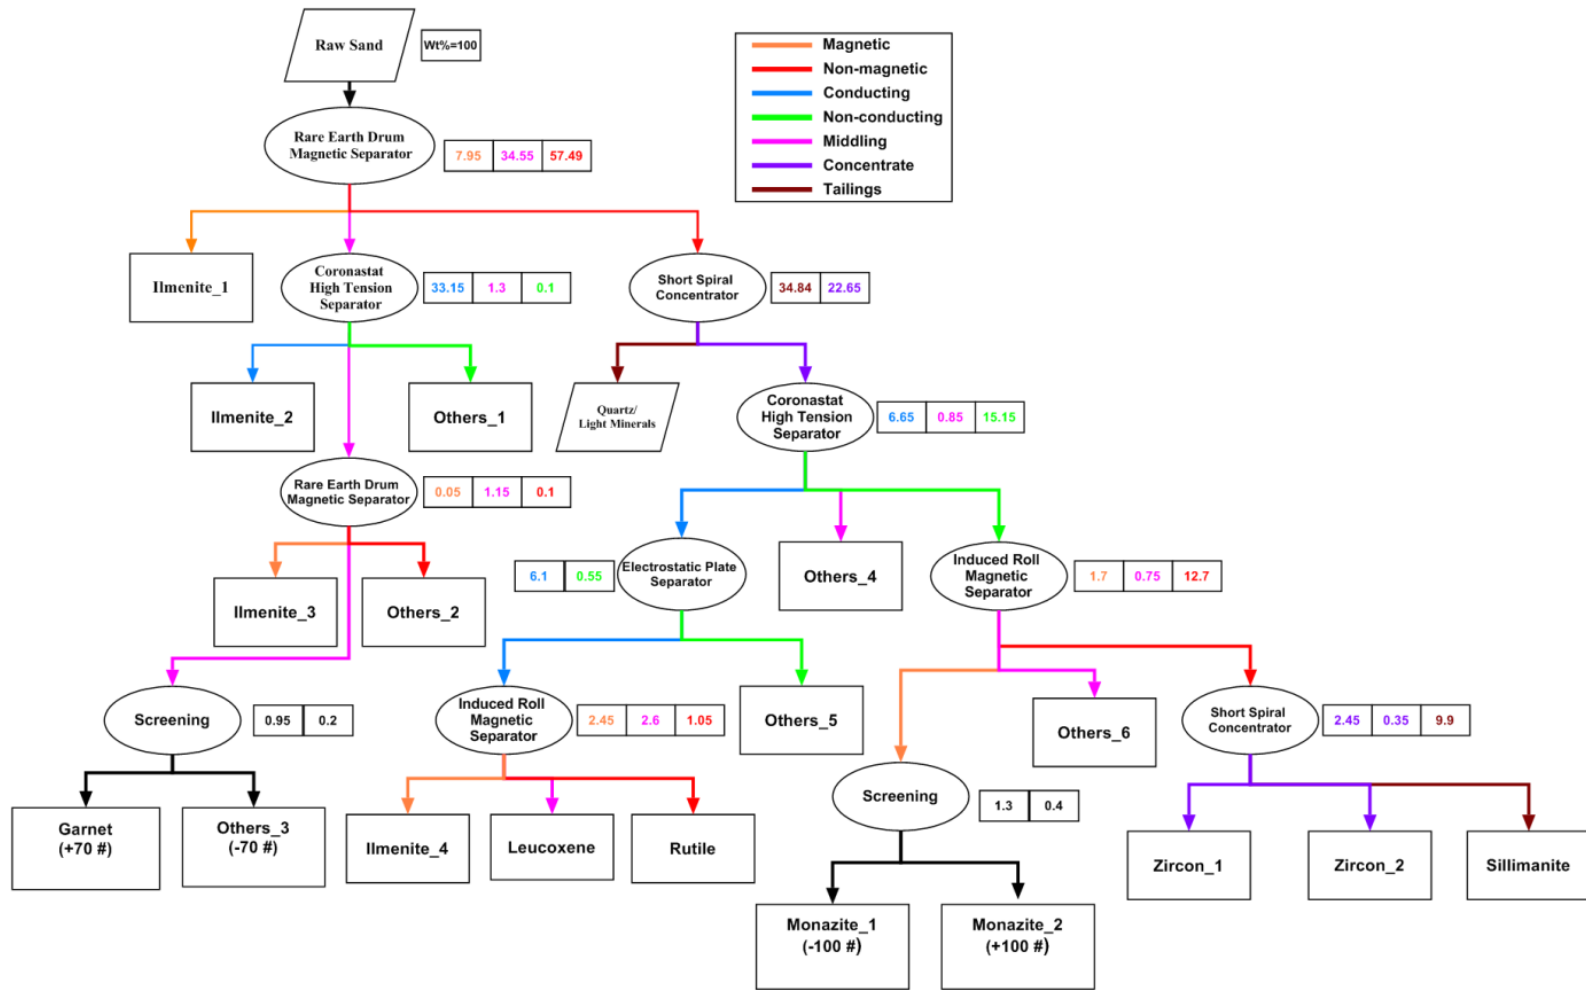 Raw Sand
Wt%=100
Magnetic
Non-magnetic
Conducting
Non-conducting
Middling
Concentrate
Tailings
Rare Earth Drum
Magnetic Separator
7.95 34.55 57.49
Ilmenite_1
Coronastat
High Tension
Separator
33.15 1.3 0.1
Short Spiral
Concentrator
34.84 22.65
Ilmenite_2
Others_1
Quartz/
Light Minerals
Coronastat
High Tension
Separator
6.65 0.85 15.15
Rare Earth Drum
Magnetic Separator
0.05 1.15 0.1
Ilmenite_3
Others_2
6.1 0.55
Electrostatic Plate
Separator
Others_4
Induced Roll
Magnetic
Separator
1.7 0.75 12.7
Screening
0.95 0.2
Induced Roll
Magnetic
Separator
2.45 2.6 1.05
Others_5
Others_6
Short Spiral
Concentrator
2.45 0.35 9.9
Screening
1.3 0.4
Garnet
(+70 #)
Others_3
(-70 #)
Ilmenite_4
Leucoxene
Rutile
Zircon_1
Zircon_2
Sillimanite
Monazite_1
(-100 #)
Monazite_2
(+100 #)